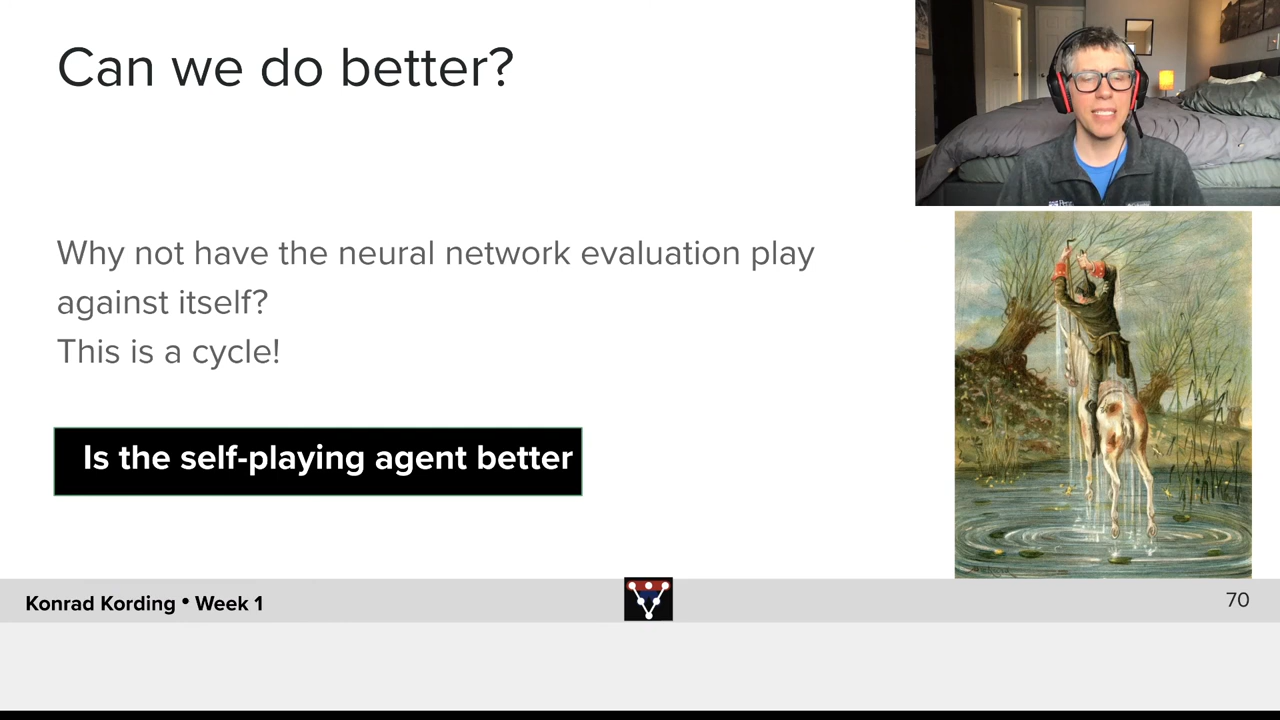 Can we do better?
Why not have the neural network evaluation play
against itself?
This is a cycle!
Is the self-playing agent better
Konrad Kording • Week 1
70
Penn